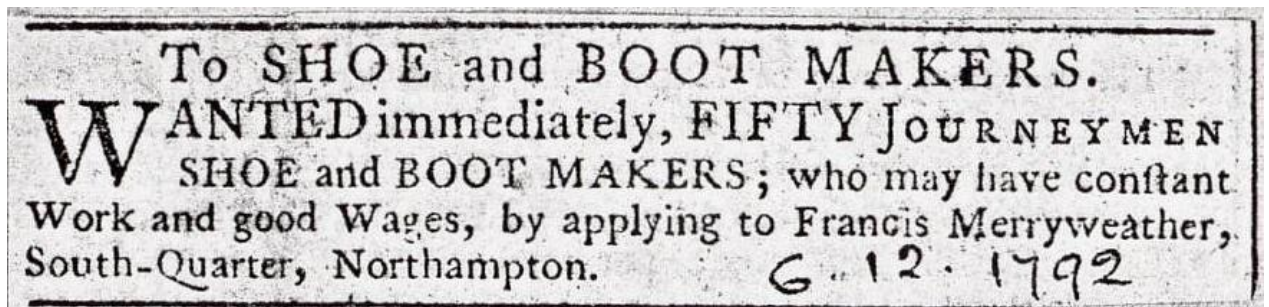 To SHOE and BOOT MAKERS.
WANTED immediately, FIFTY JOURNEYMEN
SHOE and BOOT MAKERS; who may have conſtant
Work and good Wages, by applying to Francis Merryweather,
South-Quarter, Northampton. 6.12.1792